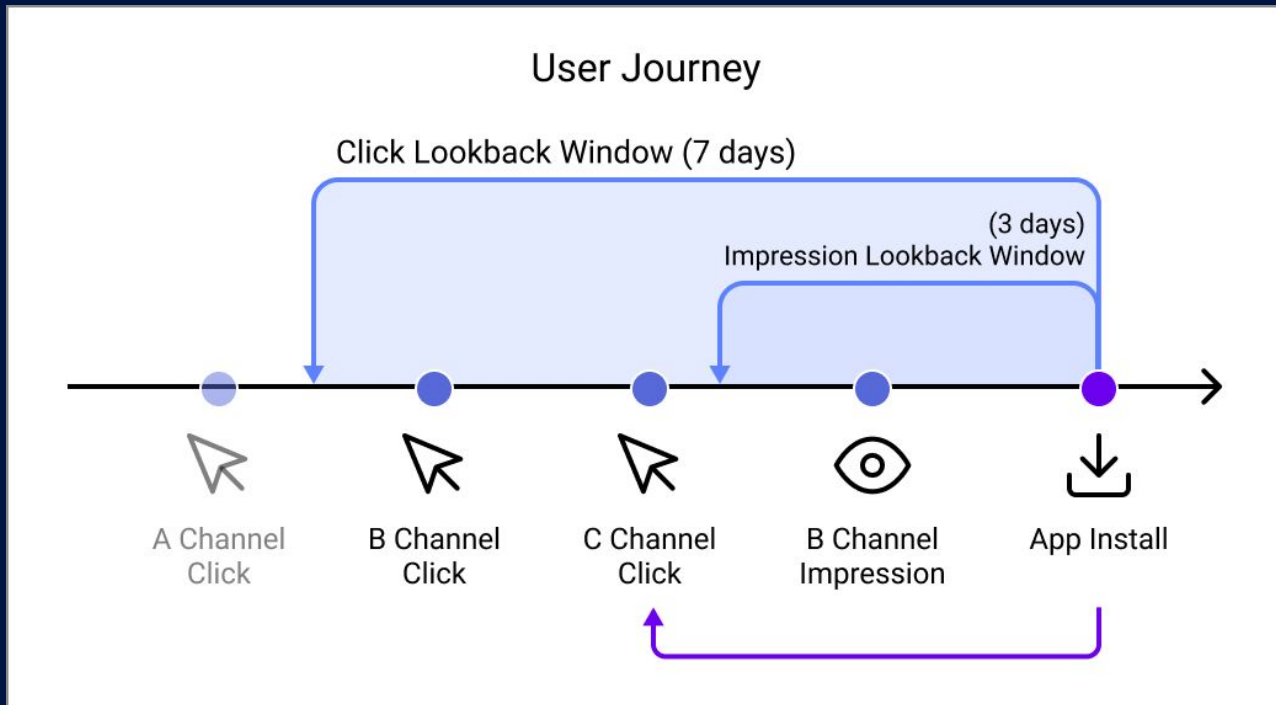 User Journey
Click Lookback Window (7 days)
(3 days)
Impression Lookback Window
A Channel
Click
B Channel
Click
C Channel
Click
B Channel
Impression
App Install